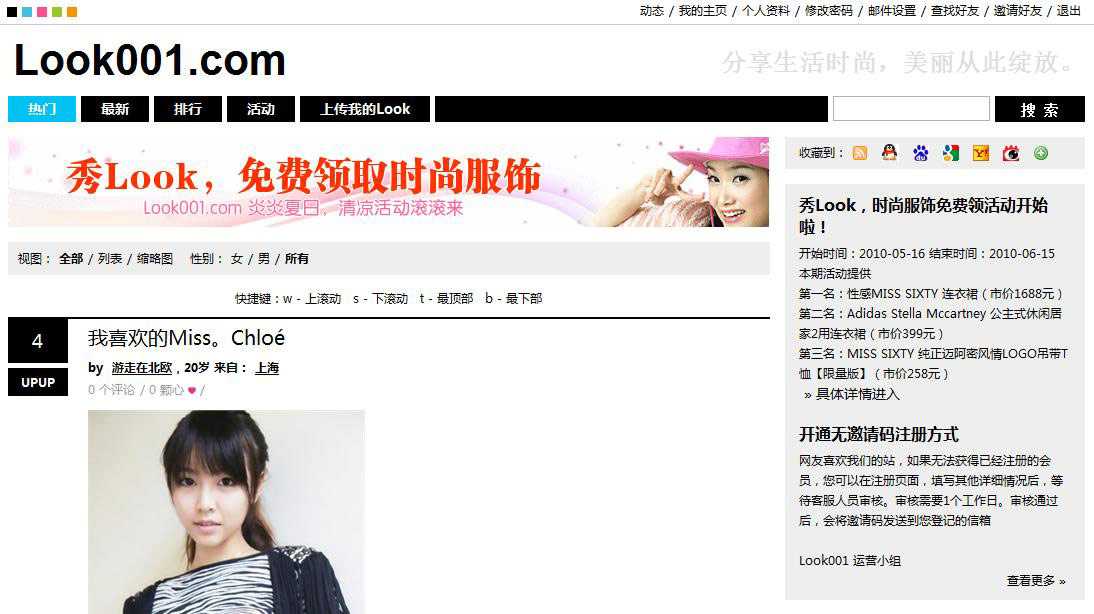 动态 / 我的主页 / 个人资料 / 修改密码 / 邮件设置 / 查找好友 / 邀请好友 / 退出
Look001.com
分享生活时尚，美丽从此绽放。
热门 最新 排行 活动 上传我的Look
搜 索
秀Look，免费领取时尚服饰
Look001.com 炎炎夏日，清凉活动滚滚来
视图： 全部 / 列表 / 缩略图 性别： 女 / 男 / 所有
快捷键：w - 上滚动 s - 下滚动 t - 最顶部 b - 最下部
4
UPUP
我喜欢的Miss。Chloé
by 游走在北欧，20岁 来自： 上海
0 个评论 / 0 颗心 /
收藏到：
秀Look，时尚服饰免费领活动开始
啦！
开始时间：2010-05-16 结束时间：2010-06-15
本期活动提供
第一名：性感MISS SIXTY 连衣裙（市价1688元）
第二名：Adidas Stella Mccartney 公主式休闲居
家2用连衣裙（市价399元）
第三名：MISS SIXTY 纯正迈阿密风情LOGO吊带T
恤【限量版】（市价258元）
» 具体详情进入
开通无邀请码注册方式
网友喜欢我们的站，如果无法获得已经注册的会
员，您可以在注册页面，填写其他详细情况后，等
待客服人员审核。审核需要1个工作日。审核通过
后，会将邀请码发送到您登记的信箱
Look001 运营小组
查看更多 »